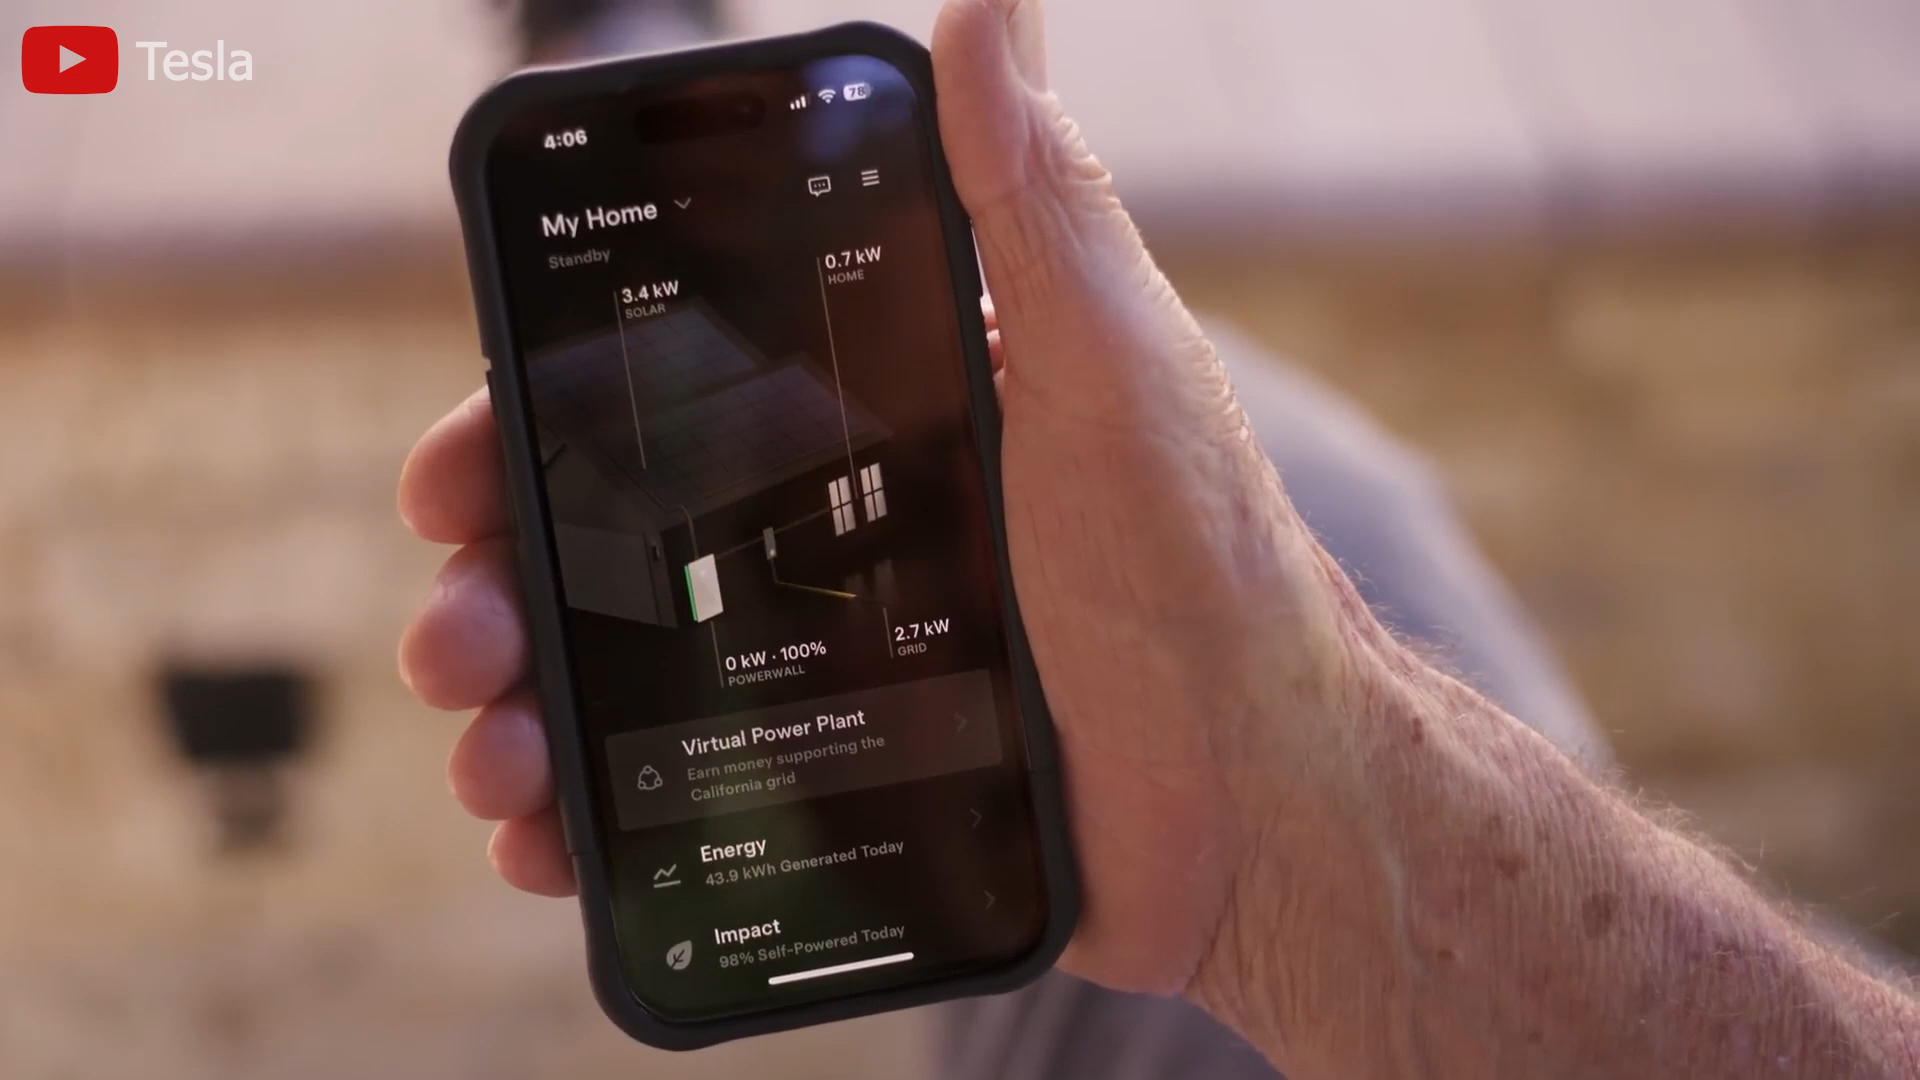 Tesla
4:06
78
My Home
Standby
0.7 kW
HOME
3.4 kW
SOLAR
2.7 kW
GRID
0 kW · 100%
POWERWALL
Virtual Power Plant
Earn money supporting the
California grid
Energy
43.9 kWh Generated Today
Impact
98% Self-Powered Today